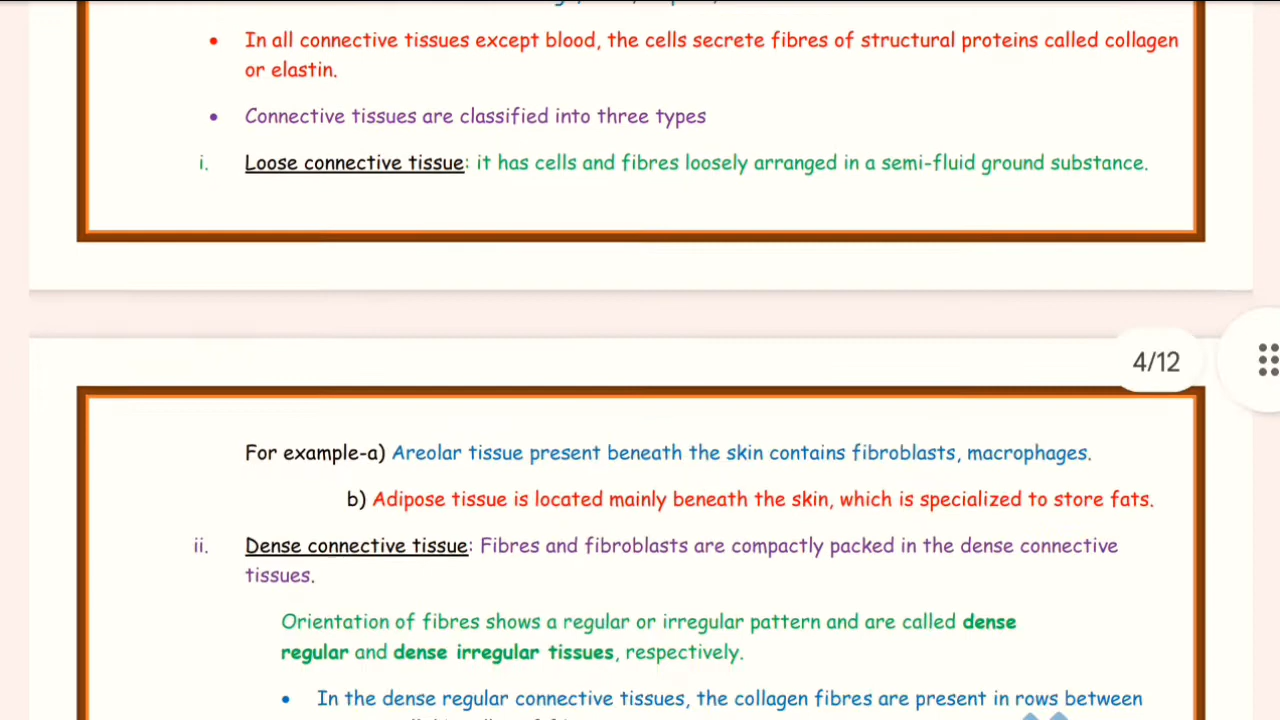 • In all connective tissues except blood, the cells secrete fibres of structural proteins called collagen
or elastin.
• Connective tissues are classified into three types
i. Loose connective tissue: it has cells and fibres loosely arranged in a semi-fluid ground substance.
4/12
For example-a) Areolar tissue present beneath the skin contains fibroblasts, macrophages.
b) Adipose tissue is located mainly beneath the skin, which is specialized to store fats.
ii. Dense connective tissue: Fibres and fibroblasts are compactly packed in the dense connective
tissues.
Orientation of fibres shows a regular or irregular pattern and are called dense
regular and dense irregular tissues, respectively.
• In the dense regular connective tissues, the collagen fibres are present in rows between